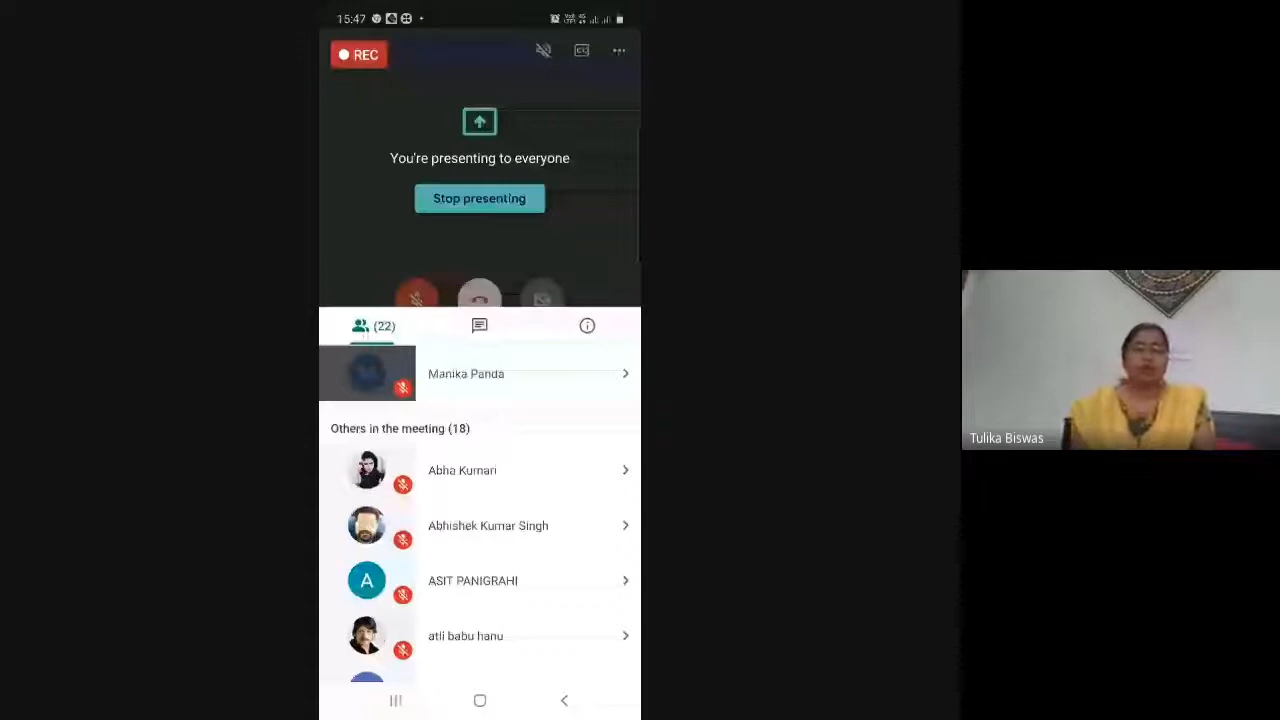 15:47
REC
You're presenting to everyone
Stop presenting
(22)
Manika Panda
Others in the meeting (18)
Abha Kumari
Abhishek Kumar Singh
A
ASIT PANIGRAHI
atli babu hanu
Tulika Biswas